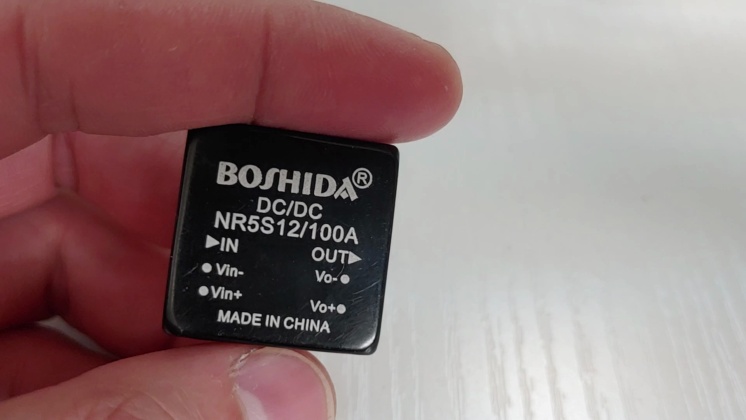 BOSHIDA®
DC/DC
NR5S12/100A
▶IN OUT▶
●Vin- Vo-●
●Vin+ Vo+●
MADE IN CHINA